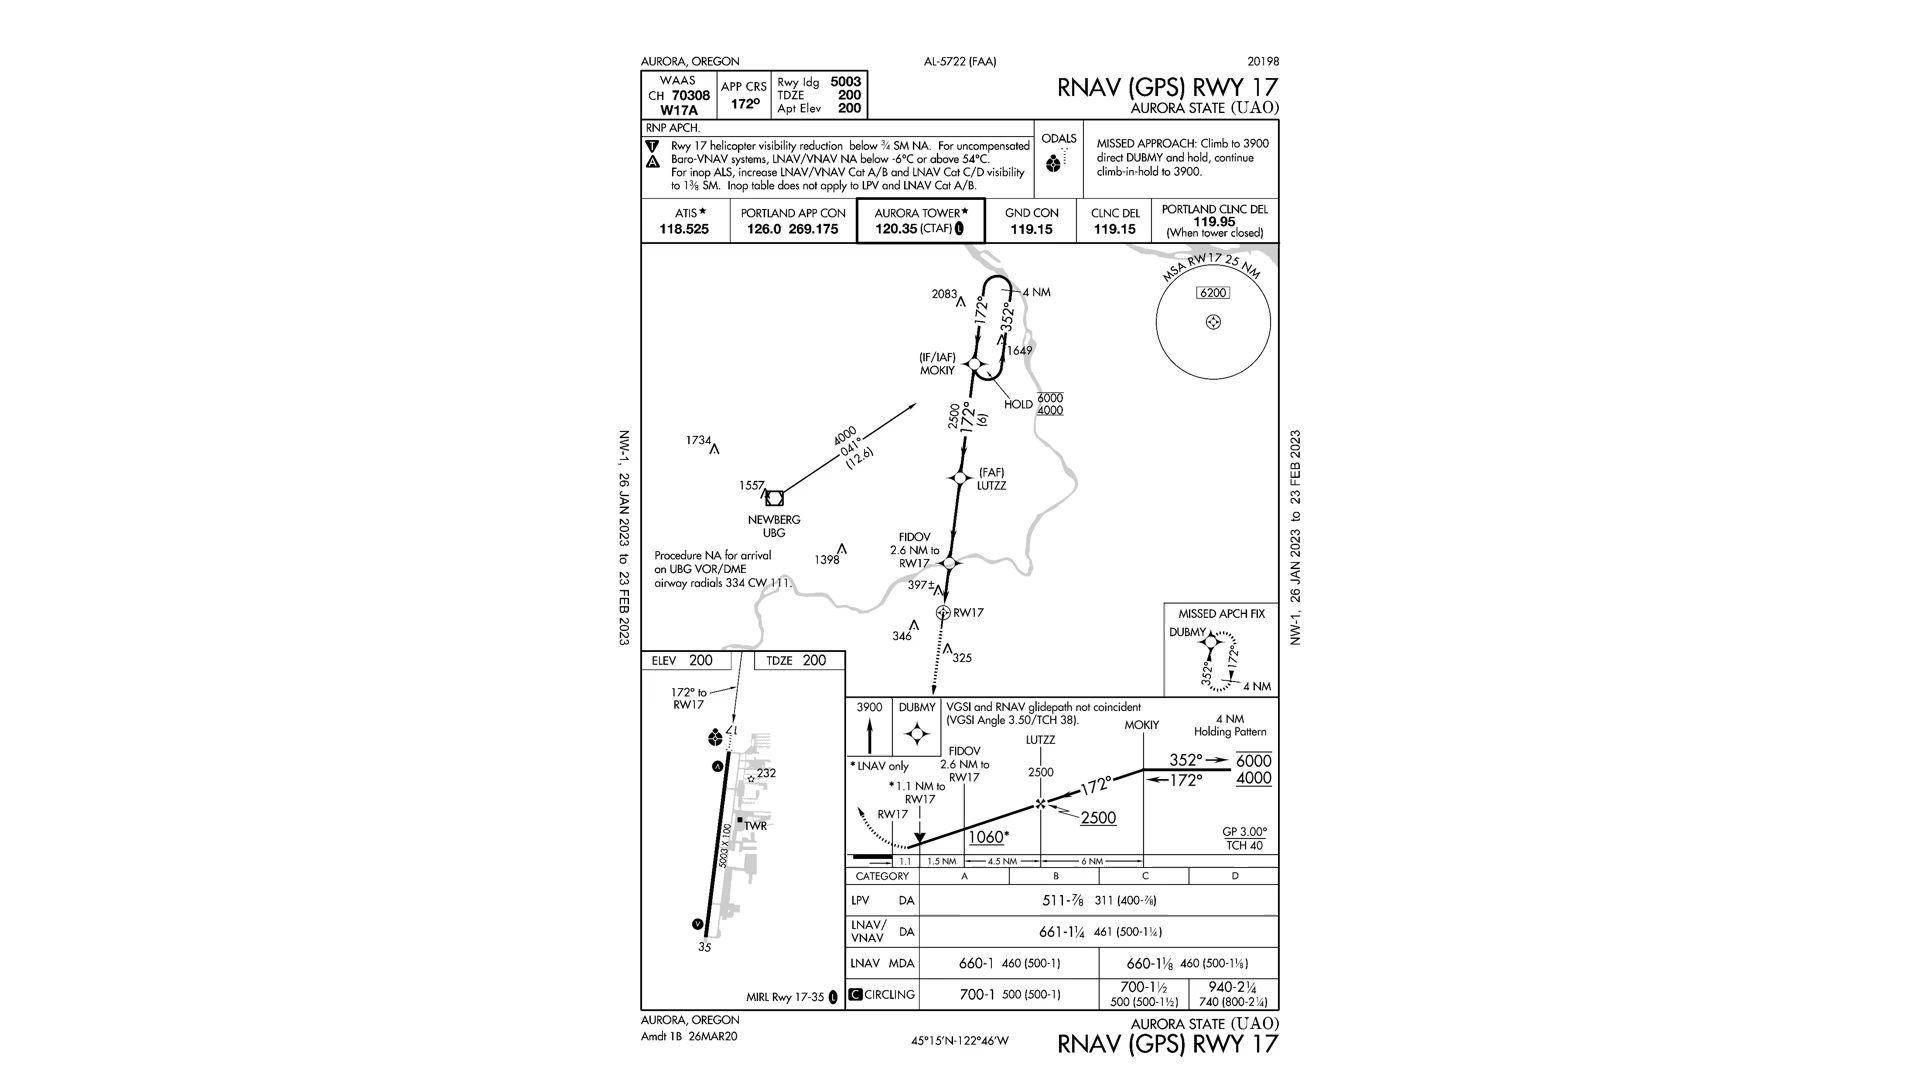 AURORA, OREGON
AL-5722 (FAA)
20198
WAAS
CH 70308
W17A
APP CRS
172°
Rwy Idg 5003
TDZE 200
Apt Elev 200
RNAV (GPS) RWY 17
AURORA STATE (UAO)
RNP APCH.
T
A
Rwy 17 helicopter visibility reduction below ¾ SM NA. For uncompensated
Baro-VNAV systems, LNAV/VNAV NA below -6°C or above 54°C.
For inop ALS, increase LNAV/VNAV Cat A/B and LNAV Cat C/D visibility
to 1⅜ SM. Inop table does not apply to LPV and LNAV Cat A/B.
ODALS
MISSED APPROACH: Climb to 3900
direct DUBMY and hold, continue
climb-in-hold to 3900.
ATIS★
118.525
PORTLAND APP CON
126.0 269.175
AURORA TOWER★
120.35 (CTAF) L
GND CON
119.15
CLNC DEL
119.15
PORTLAND CLNC DEL
119.95
(When tower closed)
MSA RW17 25 NM
6200
2083
4 NM
172°
352°
1649
(IF/IAF)
MOKIY
HOLD
6000
4000
2500
172°
(6)
4000
041°
(12.6)
1734
1557
NEWBERG
UBG
(FAF)
LUTZZ
FIDOV
2.6 NM to
RW17
1398
Procedure NA for arrival
on UBG VOR/DME
airway radials 334 CW 111.
397±
RW17
346
325
MISSED APCH FIX
DUBMY
352°
172°
4 NM
NW-1, 26 JAN 2023 to 23 FEB 2023
NW-1, 26 JAN 2023 to 23 FEB 2023
ELEV 200
TDZE 200
172° to
RW17
17
A
232
TWR
5003 X 100
V
35
MIRL Rwy 17-35 L
3900
DUBMY
VGSI and RNAV glidepath not coincident
(VGSI Angle 3.50/TCH 38).
MOKIY
4 NM
Holding Pattern
LUTZZ
FIDOV
2.6 NM to
RW17
*LNAV only
*1.1 NM to
RW17
RW17
2500
172°
352°
172°
6000
4000
2500
1060*
GP 3.00°
TCH 40
1.1
1.5 NM
4.5 NM
6 NM
CATEGORY A B C D
LPV DA 511-⅞ 311 (400-⅞)
LNAV/
VNAV DA 661-1¼ 461 (500-1¼)
LNAV MDA 660-1 460 (500-1) 660-1⅛ 460 (500-1⅛)
C CIRCLING 700-1 500 (500-1)
700-1½
500 (500-1½)
940-2¼
740 (800-2¼)
AURORA, OREGON
Amdt 1B 26MAR20
45°15'N-122°46'W
AURORA STATE (UAO)
RNAV (GPS) RWY 17